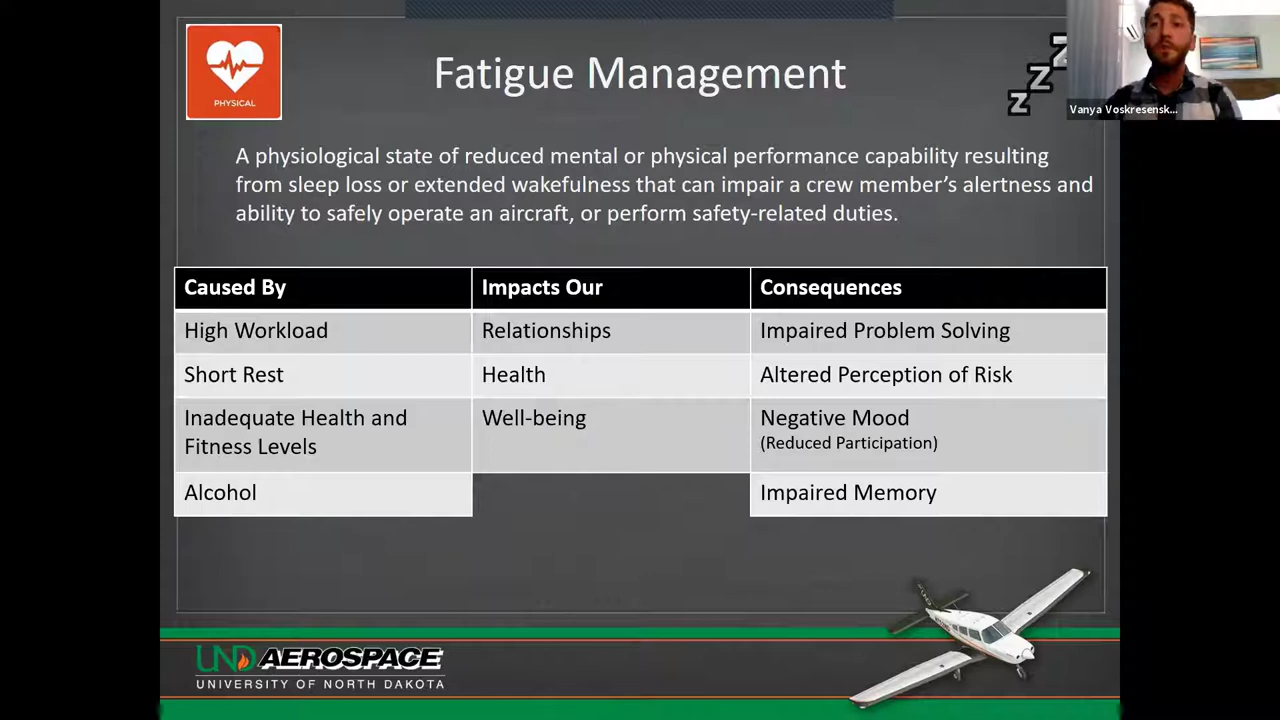 PHYSICAL
Fatigue Management
Z
Z
Z
Vanya Voskresensk...
A physiological state of reduced mental or physical performance capability resulting
from sleep loss or extended wakefulness that can impair a crew member’s alertness and
ability to safely operate an aircraft, or perform safety-related duties.
Caused By Impacts Our Consequences
High Workload Relationships Impaired Problem Solving
Short Rest Health Altered Perception of Risk
Inadequate Health and Well-being Negative Mood
Fitness Levels (Reduced Participation)
Alcohol Impaired Memory
UND AEROSPACE
UNIVERSITY OF NORTH DAKOTA